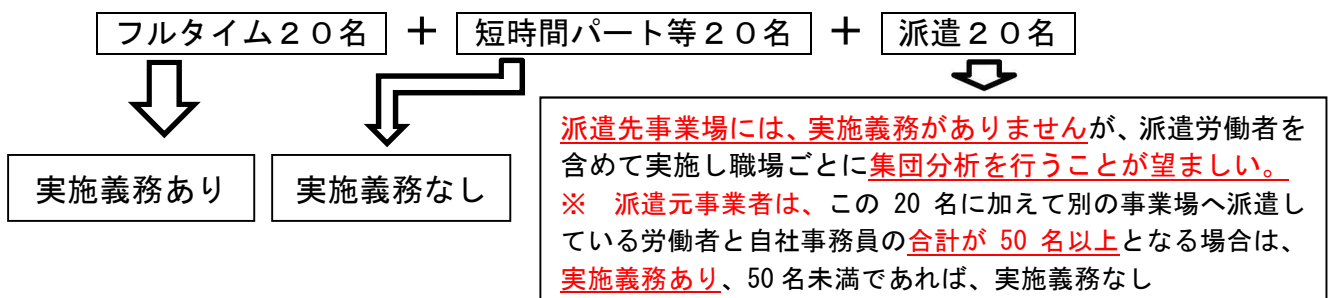 フルタイム２０名 ＋ 短時間パート等２０名 ＋ 派遣２０名
実施義務あり
実施義務なし
派遣先事業場には、実施義務がありませんが、派遣労働者を
含めて実施し職場ごとに集団分析を行うことが望ましい。
※　派遣元事業者は、この 20 名に加えて別の事業場へ派遣し
ている労働者と自社事務員の合計が 50 名以上となる場合は、
実施義務あり、50 名未満であれば、実施義務なし